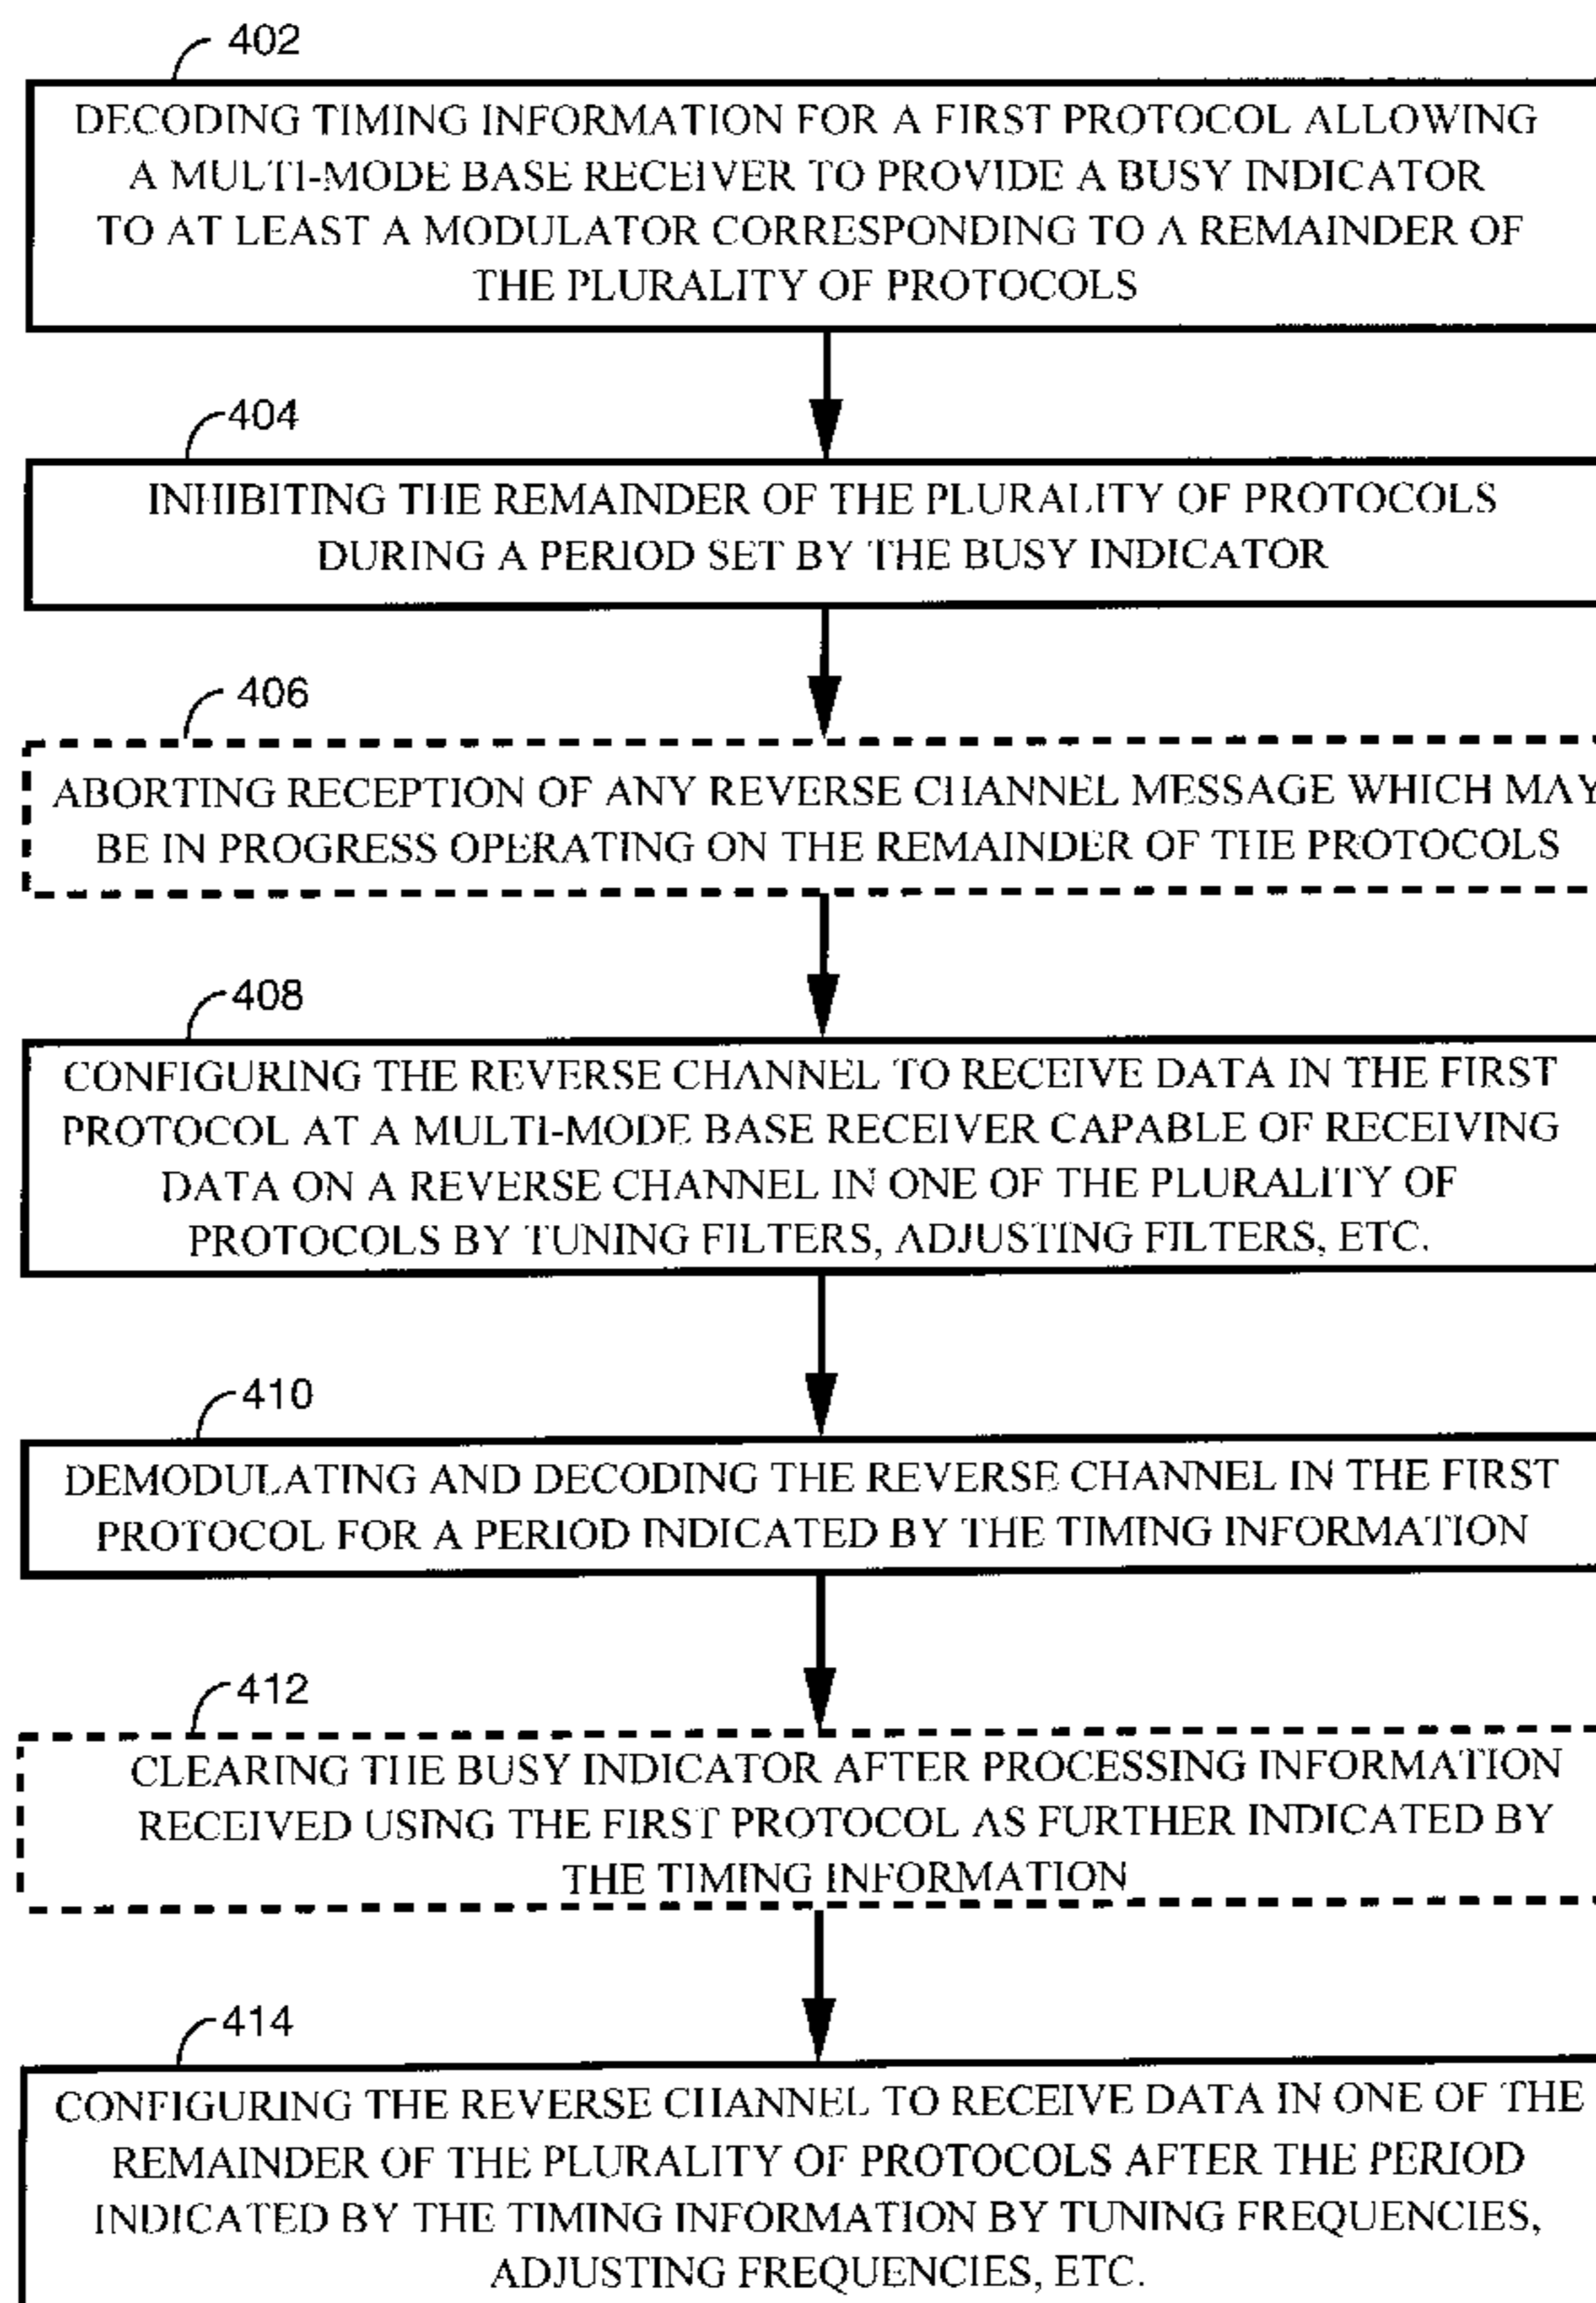 402
DECODING TIMING INFORMATION FOR A FIRST PROTOCOL ALLOWING
A MULTI-MODE BASE RECEIVER TO PROVIDE A BUSY INDICATOR
TO AT LEAST A MODULATOR CORRESPONDING TO A REMAINDER OF
THE PLURALITY OF PROTOCOLS
404
INHIBITING THE REMAINDER OF THE PLURALITY OF PROTOCOLS
DURING A PERIOD SET BY THE BUSY INDICATOR
406
ABORTING RECEPTION OF ANY REVERSE CHANNEL MESSAGE WHICH MAY
BE IN PROGRESS OPERATING ON THE REMAINDER OF THE PROTOCOLS
408
CONFIGURING THE REVERSE CHANNEL TO RECEIVE DATA IN THE FIRST
PROTOCOL AT A MULTI-MODE BASE RECEIVER CAPABLE OF RECEIVING
DATA ON A REVERSE CHANNEL IN ONE OF THE PLURALITY OF
PROTOCOLS BY TUNING FILTERS, ADJUSTING FILTERS, ETC.
410
DEMODULATING AND DECODING THE REVERSE CHANNEL IN THE FIRST
PROTOCOL FOR A PERIOD INDICATED BY THE TIMING INFORMATION
412
CLEARING THE BUSY INDICATOR AFTER PROCESSING INFORMATION
RECEIVED USING THE FIRST PROTOCOL AS FURTHER INDICATED BY
THE TIMING INFORMATION
414
CONFIGURING THE REVERSE CHANNEL TO RECEIVE DATA IN ONE OF THE
REMAINDER OF THE PLURALITY OF PROTOCOLS AFTER THE PERIOD
INDICATED BY THE TIMING INFORMATION BY TUNING FREQUENCIES,
ADJUSTING FREQUENCIES, ETC.